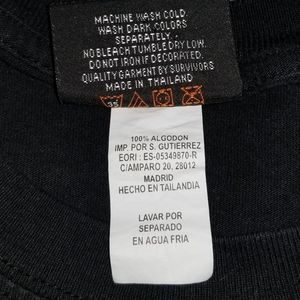 MACHINE WASH COLD
WASH DARK COLORS
SEPARATELY.
NO BLEACH TUMBLE DRY LOW.
DO NOT IRON IF DECORATED.
QUALITY GARMENT BY SURVIVORS
MADE IN THAILAND
35
100% ALGODON
IMP. POR S. GUTIERREZ
EORI : ES-05349870-R
C/AMPARO 20, 28012
MADRID
HECHO EN TAILANDIA
LAVAR POR
SEPARADO
EN AGUA FRIA